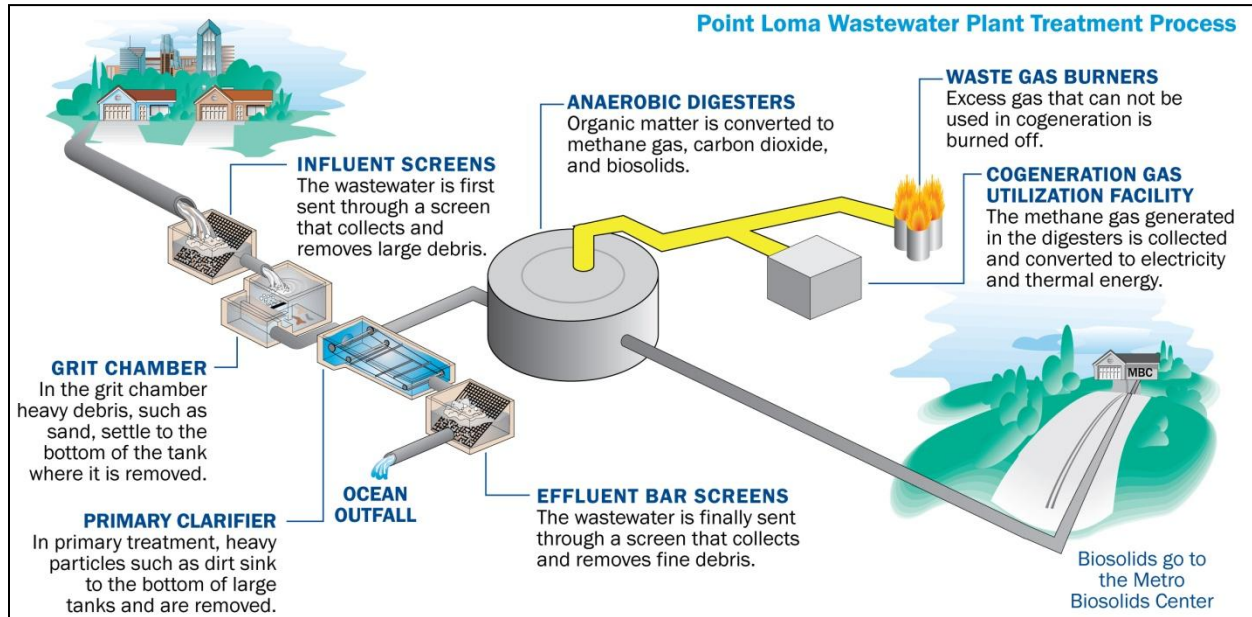 Point Loma Wastewater Plant Treatment Process
INFLUENT SCREENS
The wastewater is first
sent through a screen
that collects and
removes large debris.
ANAEROBIC DIGESTERS
Organic matter is converted to
methane gas, carbon dioxide,
and biosolids.
WASTE GAS BURNERS
Excess gas that can not be
used in cogeneration is
burned off.
COGENERATION GAS
UTILIZATION FACILITY
The methane gas generated
in the digesters is collected
and converted to electricity
and thermal energy.
GRIT CHAMBER
In the grit chamber
heavy debris, such as
sand, settle to the
bottom of the tank
where it is removed.
PRIMARY CLARIFIER
In primary treatment, heavy
particles such as dirt sink
to the bottom of large
tanks and are removed.
OCEAN
OUTFALL
EFFLUENT BAR SCREENS
The wastewater is finally sent
through a screen that collects
and removes fine debris.
MBC
Biosolids go to
the Metro
Biosolids Center